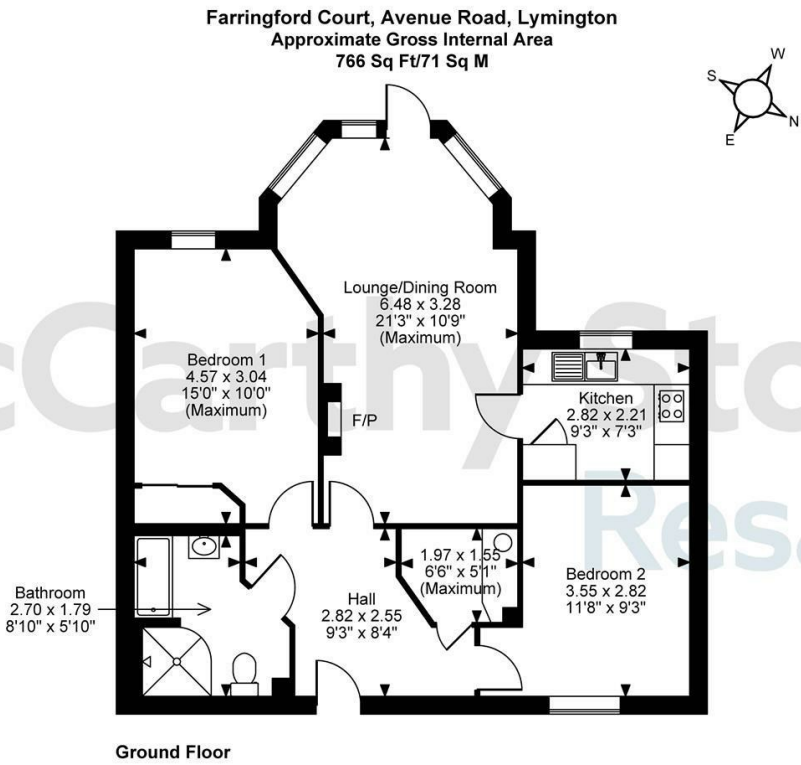 Farringford Court, Avenue Road, Lymington
Approximate Gross Internal Area
766 Sq Ft/71 Sq M
W
S
N
E
Lounge/Dining Room
6.48 x 3.28
21'3" x 10'9"
(Maximum)
Bedroom 1
4.57 x 3.04
15'0" x 10'0"
(Maximum)
Kitchen
2.82 x 2.21
9'3" x 7'3"
F/P
1.97 x 1.55
6'6" x 5'1"
(Maximum)
Bedroom 2
3.55 x 2.82
11'8" x 9'3"
Bathroom
2.70 x 1.79
8'10" x 5'10"
Hall
2.82 x 2.55
9'3" x 8'4"
Ground Floor
cCarthy Sto
Resa